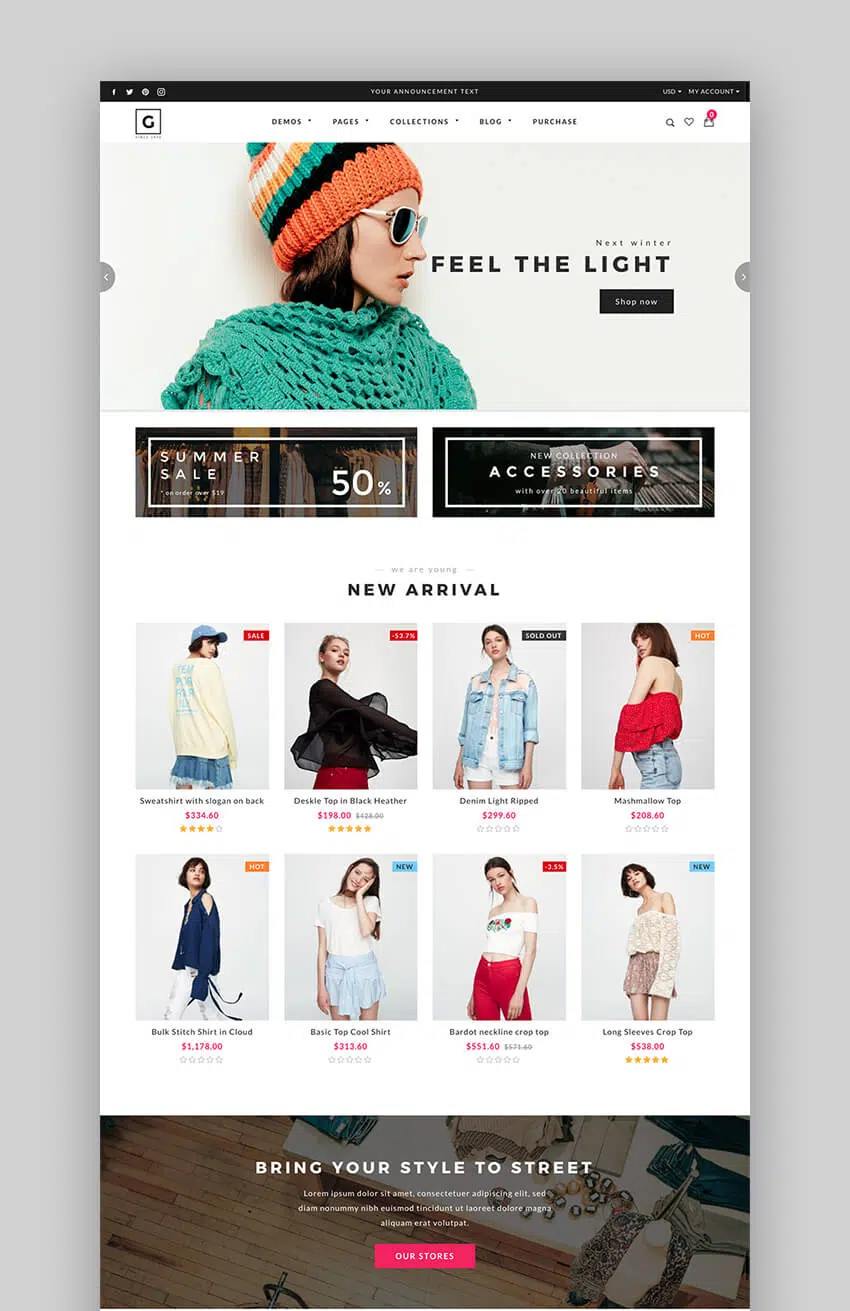 YOUR ANNOUNCEMENT TEXT
USD MY ACCOUNT
G
SINCE 1970
DEMOS PAGES COLLECTIONS BLOG PURCHASE
0
Next winter
FEEL THE LIGHT
Shop now
SUMMER
SALE
* on order over $19
50%
NEW COLLECTION
ACCESSORIES
with over 20 beautiful items
we are young
NEW ARRIVAL
SALE
-53.7%
SOLD OUT
HOT
Sweatshirt with slogan on back
$334.60
Deskle Top in Black Heather
$198.00 $428.00
Denim Light Ripped
$299.60
Mashmallow Top
$208.60
HOT
NEW
-3.5%
NEW
Bulk Stitch Shirt in Cloud
$1,178.00
Basic Top Cool Shirt
$313.60
Bardot neckline crop top
$551.60 $571.60
Long Sleeves Crop Top
$538.00
BRING YOUR STYLE TO STREET
Lorem ipsum dolor sit amet, consectetuer adipiscing elit, sed
diam nonummy nibh euismod tincidunt ut laoreet dolore magna
aliquam erat volutpat.
OUR STORES